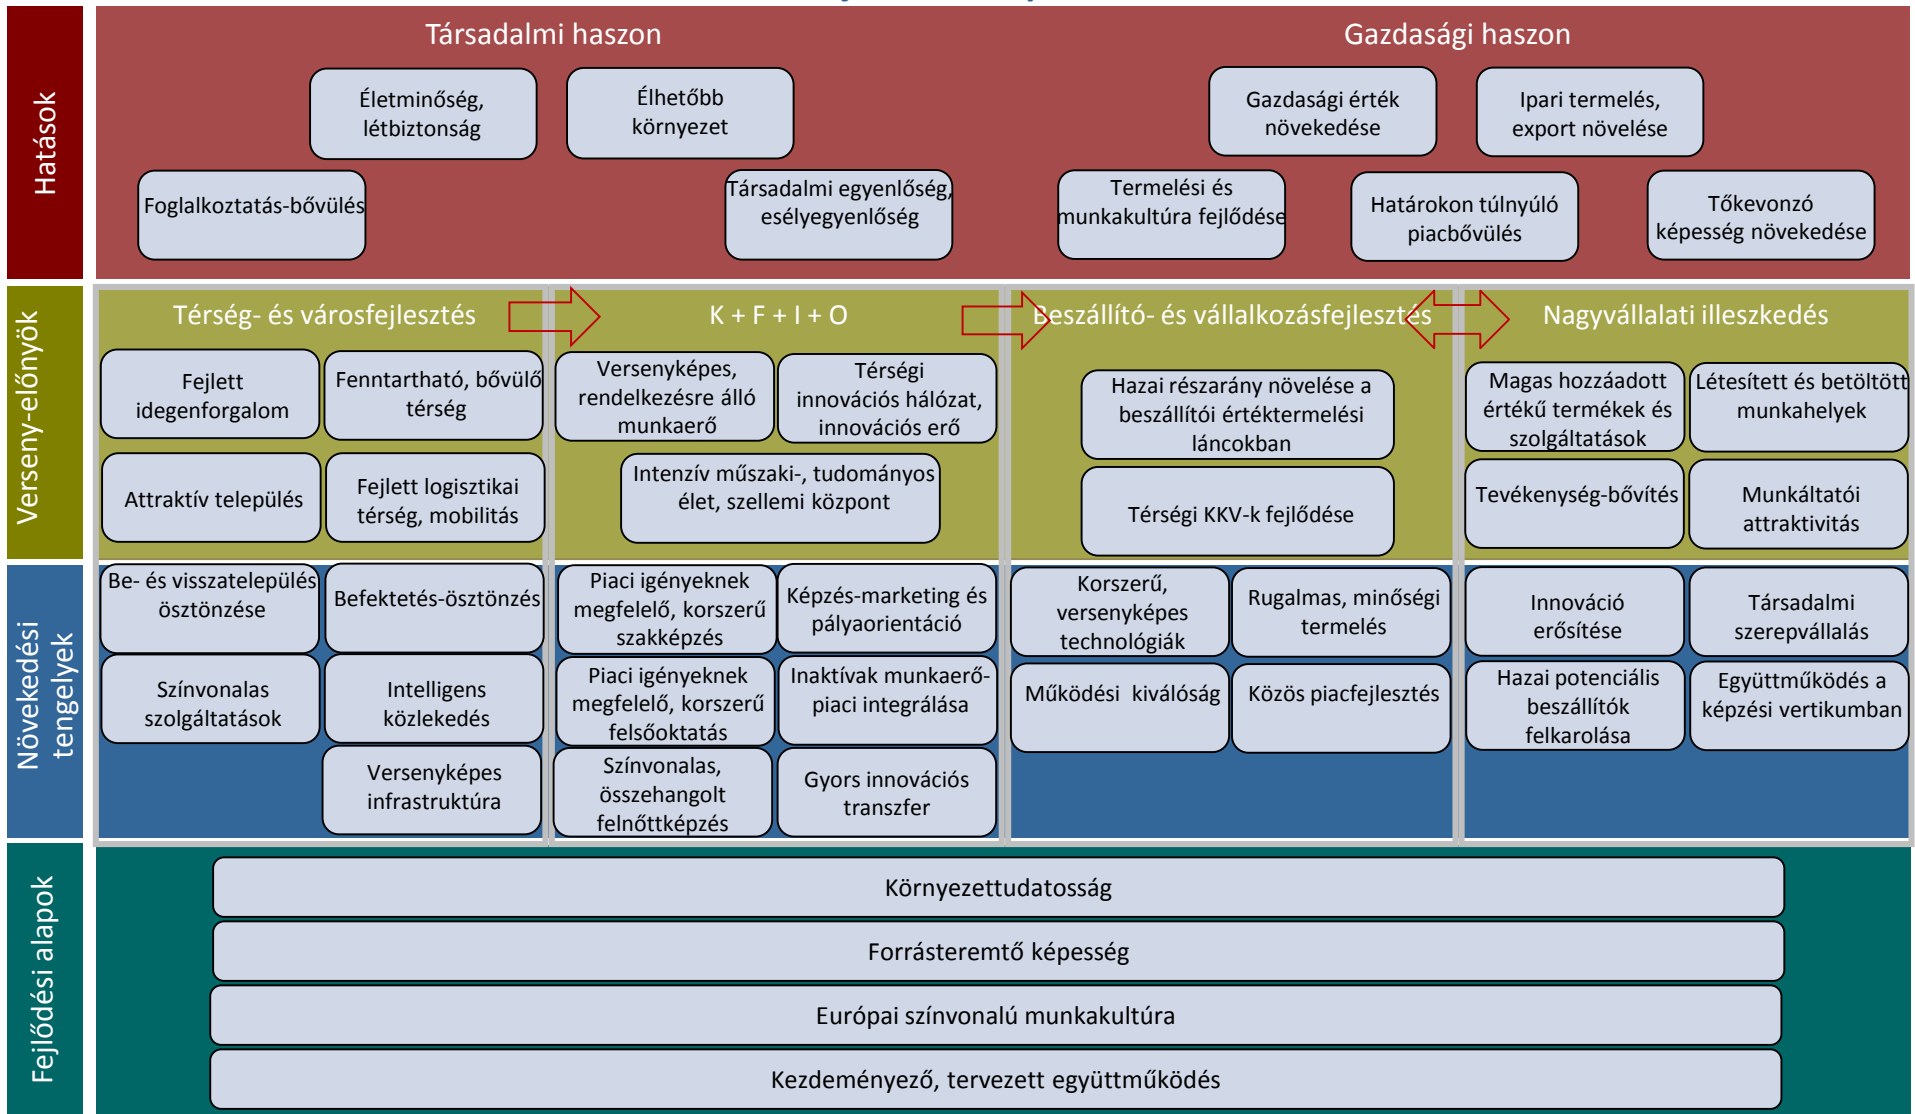 Hatások
Társadalmi haszon
Gazdasági haszon
Életminőség,
létbiztonság
Élhetőbb
környezet
Gazdasági érték
növekedése
Ipari termelés,
export növelése
Foglalkoztatás-bővülés
Társadalmi egyenlőség,
esélyegyenlőség
Termelési és
munkakultúra fejlődése
Határokon túlnyúló
piacbővülés
Tőkevonzó
képesség növekedése
Verseny-előnyök
Térség- és városfejlesztés
K + F + I + O
Beszállító- és vállalkozásfejlesztés
Nagyvállalati illeszkedés
Fejlett
idegenforgalom
Fenntartható, bővülő
térség
Attraktív település
Fejlett logisztikai
térség, mobilitás
Versenyképes,
rendelkezésre álló
munkaerő
Térségi
innovációs hálózat,
innovációs erő
Intenzív műszaki-, tudományos
élet, szellemi központ
Hazai részarány növelése a
beszállítói értéktermelési
láncokban
Térségi KKV-k fejlődése
Magas hozzáadott
értékű termékek és
szolgáltatások
Létesített és betöltött
munkahelyek
Tevékenység-bővítés
Munkáltatói
attraktivitás
Növekedési
tengelyek
Be- és visszatelepülés
ösztönzése
Befektetés-ösztönzés
Színvonalas
szolgáltatások
Intelligens
közlekedés
Versenyképes
infrastruktúra
Piaci igényeknek
megfelelő, korszerű
szakképzés
Képzés-marketing és
pályaorientáció
Piaci igényeknek
megfelelő, korszerű
felsőoktatás
Inaktívak munkaerő-
piaci integrálása
Színvonalas,
összehangolt
felnőttképzés
Gyors innovációs
transzfer
Korszerű,
versenyképes
technológiák
Rugalmas, minőségi
termelés
Működési kiválóság
Közös piacfejlesztés
Innováció
erősítése
Társadalmi
szerepvállalás
Hazai potenciális
beszállítók
felkarolása
Együttműködés a
képzési vertikumban
Fejlődési alapok
Környezettudatosság
Forrásteremtő képesség
Európai színvonalú munkakultúra
Kezdeményező, tervezett együttműködés